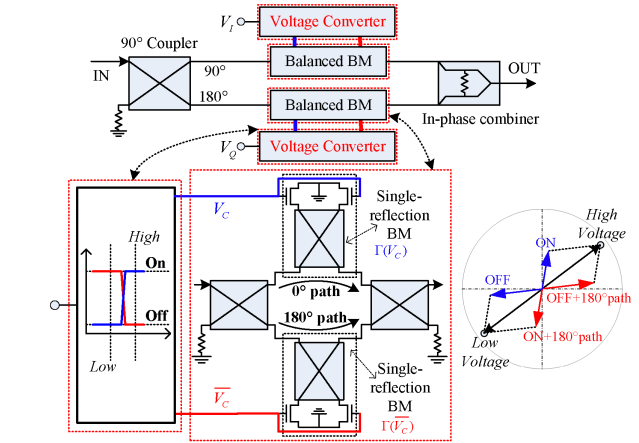 V_I
Voltage Converter
90° Coupler
Balanced BM
IN
90°
OUT
180°
Balanced BM
In-phase combiner
V_Q
Voltage Converter
V_C
Single-
reflection
BM
Γ(V_C)
High
On
Off
Low
0° path
180° path
Single-
reflection
BM
Γ(\overline{V_C})
\overline{V_C}
High
Voltage
ON
OFF
OFF+180°path
ON+180°path
Low
Voltage